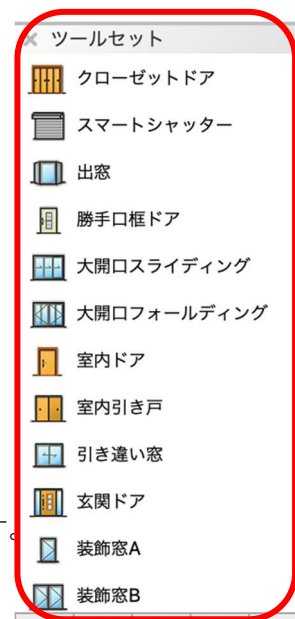 ツールセット
クローゼットドア
スマートシャッター
出窓
勝手口框ドア
大開口スライディング
大開口フォールディング
室内ドア
室内引き戸
引き違い窓
玄関ドア
装飾窓A
装飾窓B